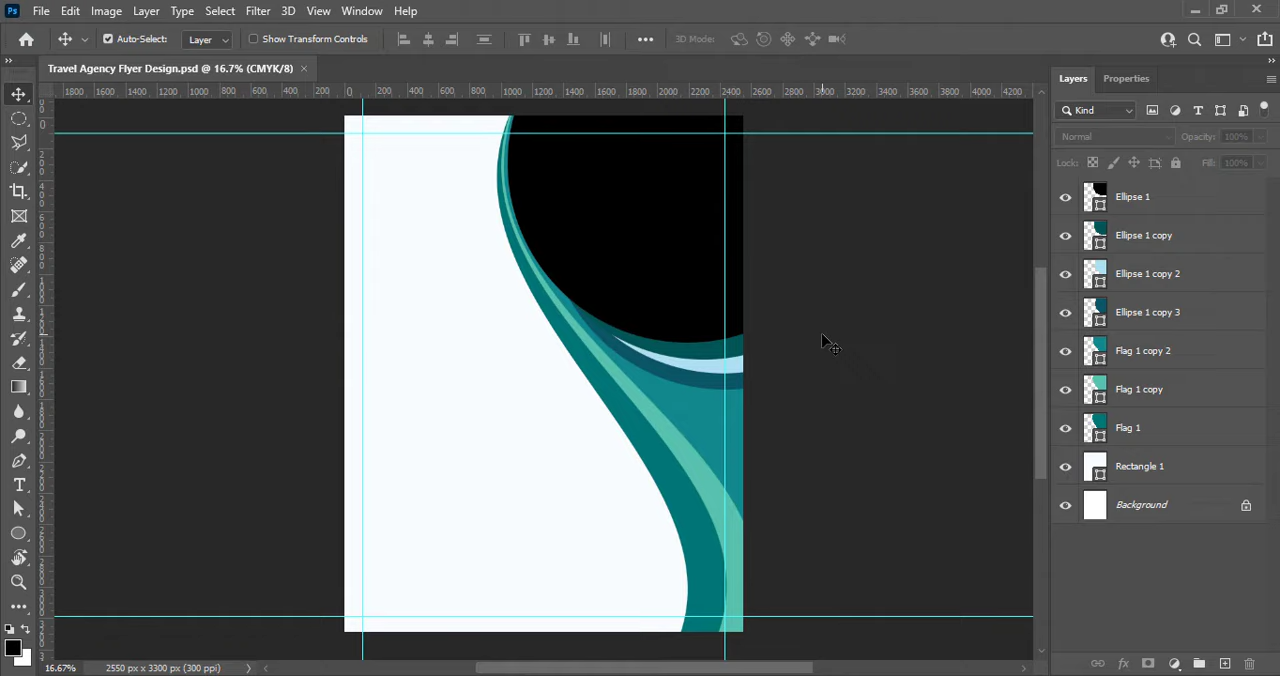 Ps File Edit Image Layer Type Select Filter 3D View Window Help
Auto-Select: Layer Show Transform Controls ••• 3D Mode:
Travel Agency Flyer Design.psd @ 16.7% (CMYK/8) ×
1800 1600 1400 1200 1000 800 600 400 200 0 200 400 600 800 1000 1200 1400 1600 1800 2000 2200 2400 2600 2800 3000 3200 3400 3600 3800 4000 4200
Layers Properties
Kind
Normal Opacity: 100%
Lock: Fill: 100%
Ellipse 1
Ellipse 1 copy
Ellipse 1 copy 2
Ellipse 1 copy 3
Flag 1 copy 2
Flag 1 copy
Flag 1
Rectangle 1
Background
16.67% 2550 px x 3300 px (300 ppi)